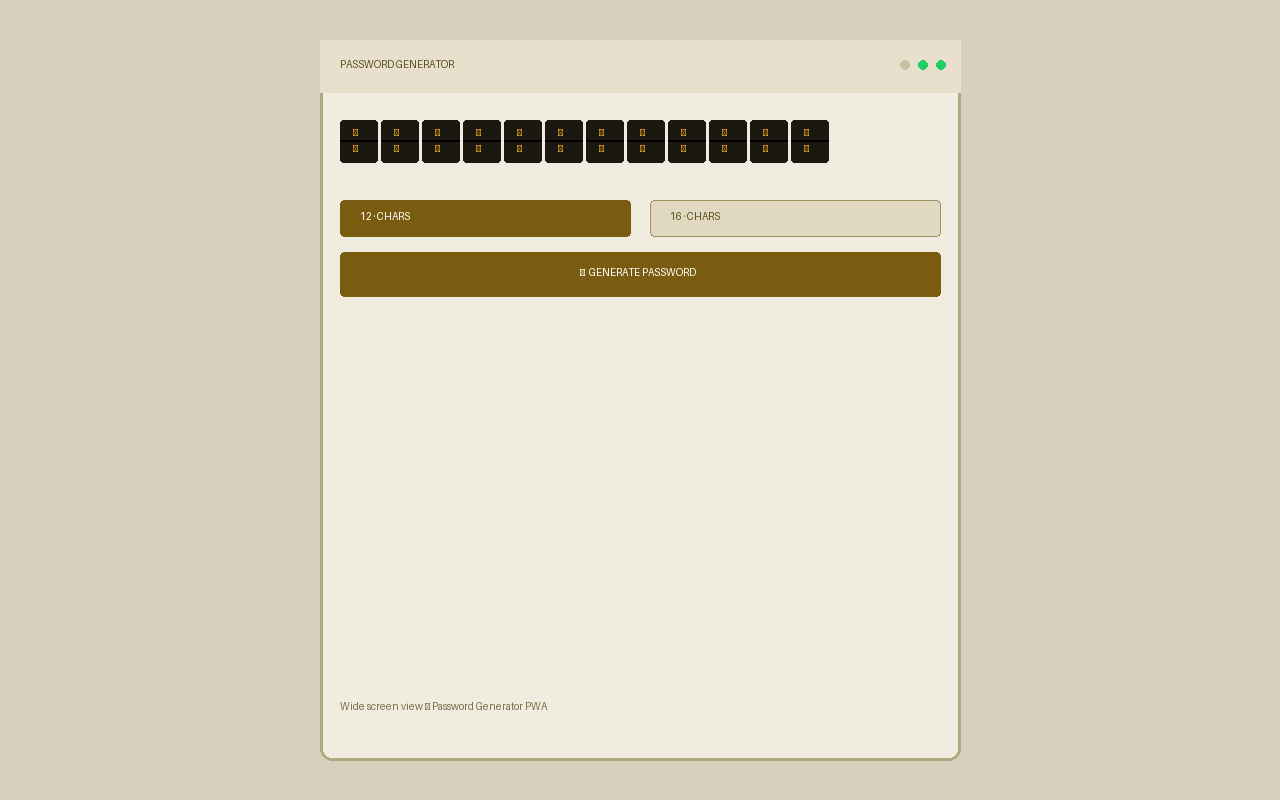 PASSWORD GENERATOR
12 · CHARS
16 · CHARS
GENERATE PASSWORD
Wide screen view Password Generator PWA